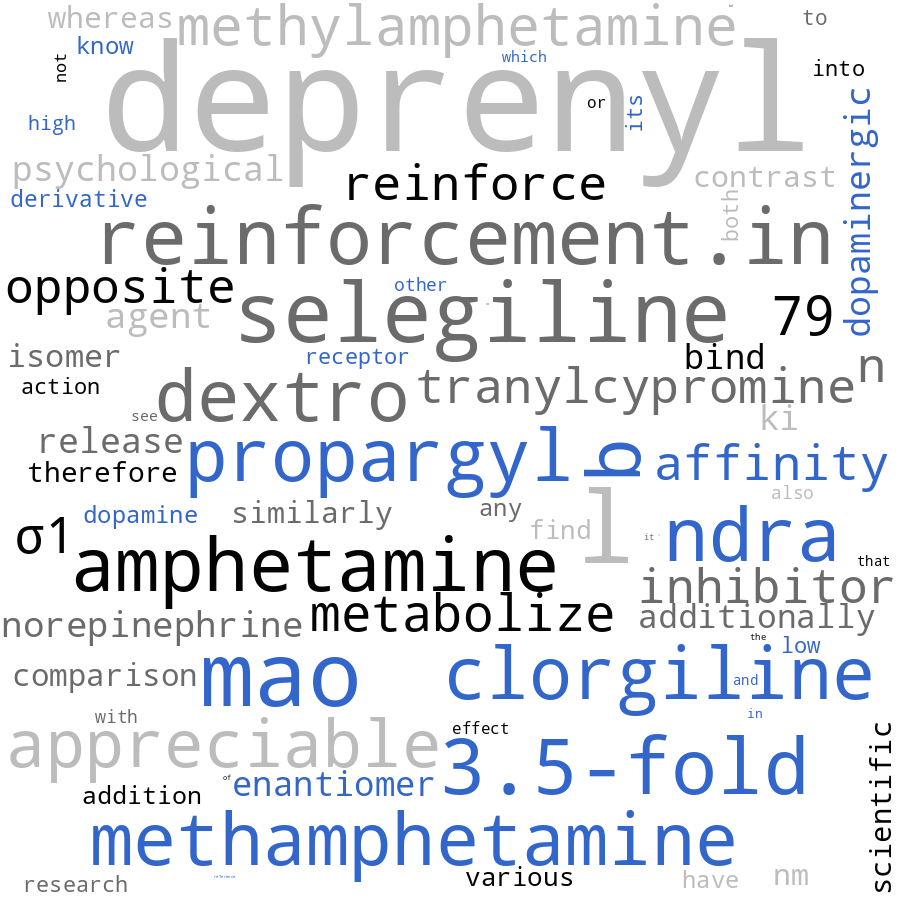 whereas methylamphetamine to
know which
not deprenyl into
or its
high dopaminergic
psychological reinforce contrast
derivative both
reinforcement.in
opposite selegiline other 79
agent
isomer receptor bind n
action dextro tranylcypromine
see ki
release propargyl b affinity
therefore also
σ1 dopamine similarly any find l ndra
it that
amphetamine inhibitor
norepinephrine metabolize additionally
the low
comparison mao clorgiline
and
in
with effect
appreciable 3.5-fold scientific
of enantiomer
addition
methamphetamine
research various have nm